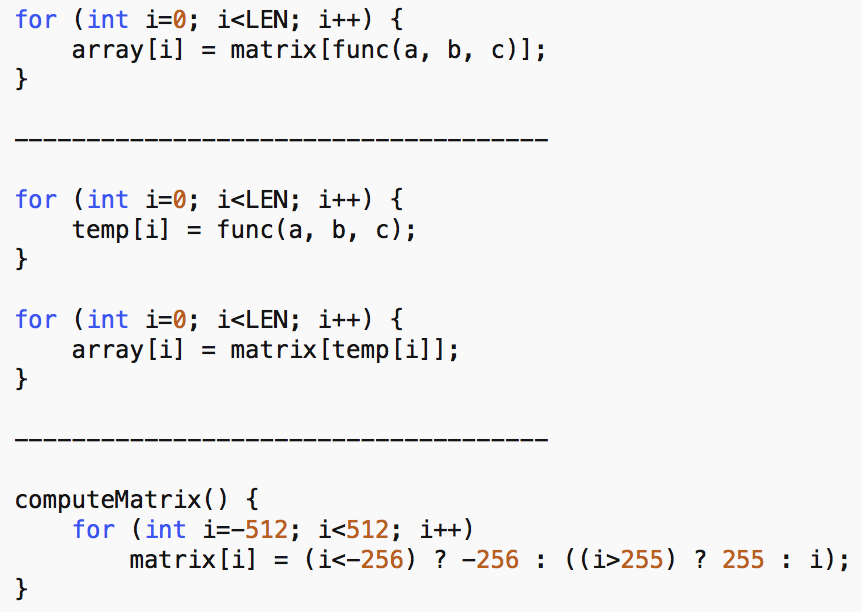 for (int i=0; i<LEN; i++) {
    array[i] = matrix[func(a, b, c)];
}
-------------------------------------
for (int i=0; i<LEN; i++) {
    temp[i] = func(a, b, c);
}
for (int i=0; i<LEN; i++) {
    array[i] = matrix[temp[i]];
}
-------------------------------------
computeMatrix() {
    for (int i=-512; i<512; i++)
        matrix[i] = (i<-256) ? -256 : ((i>255) ? 255 : i);
}